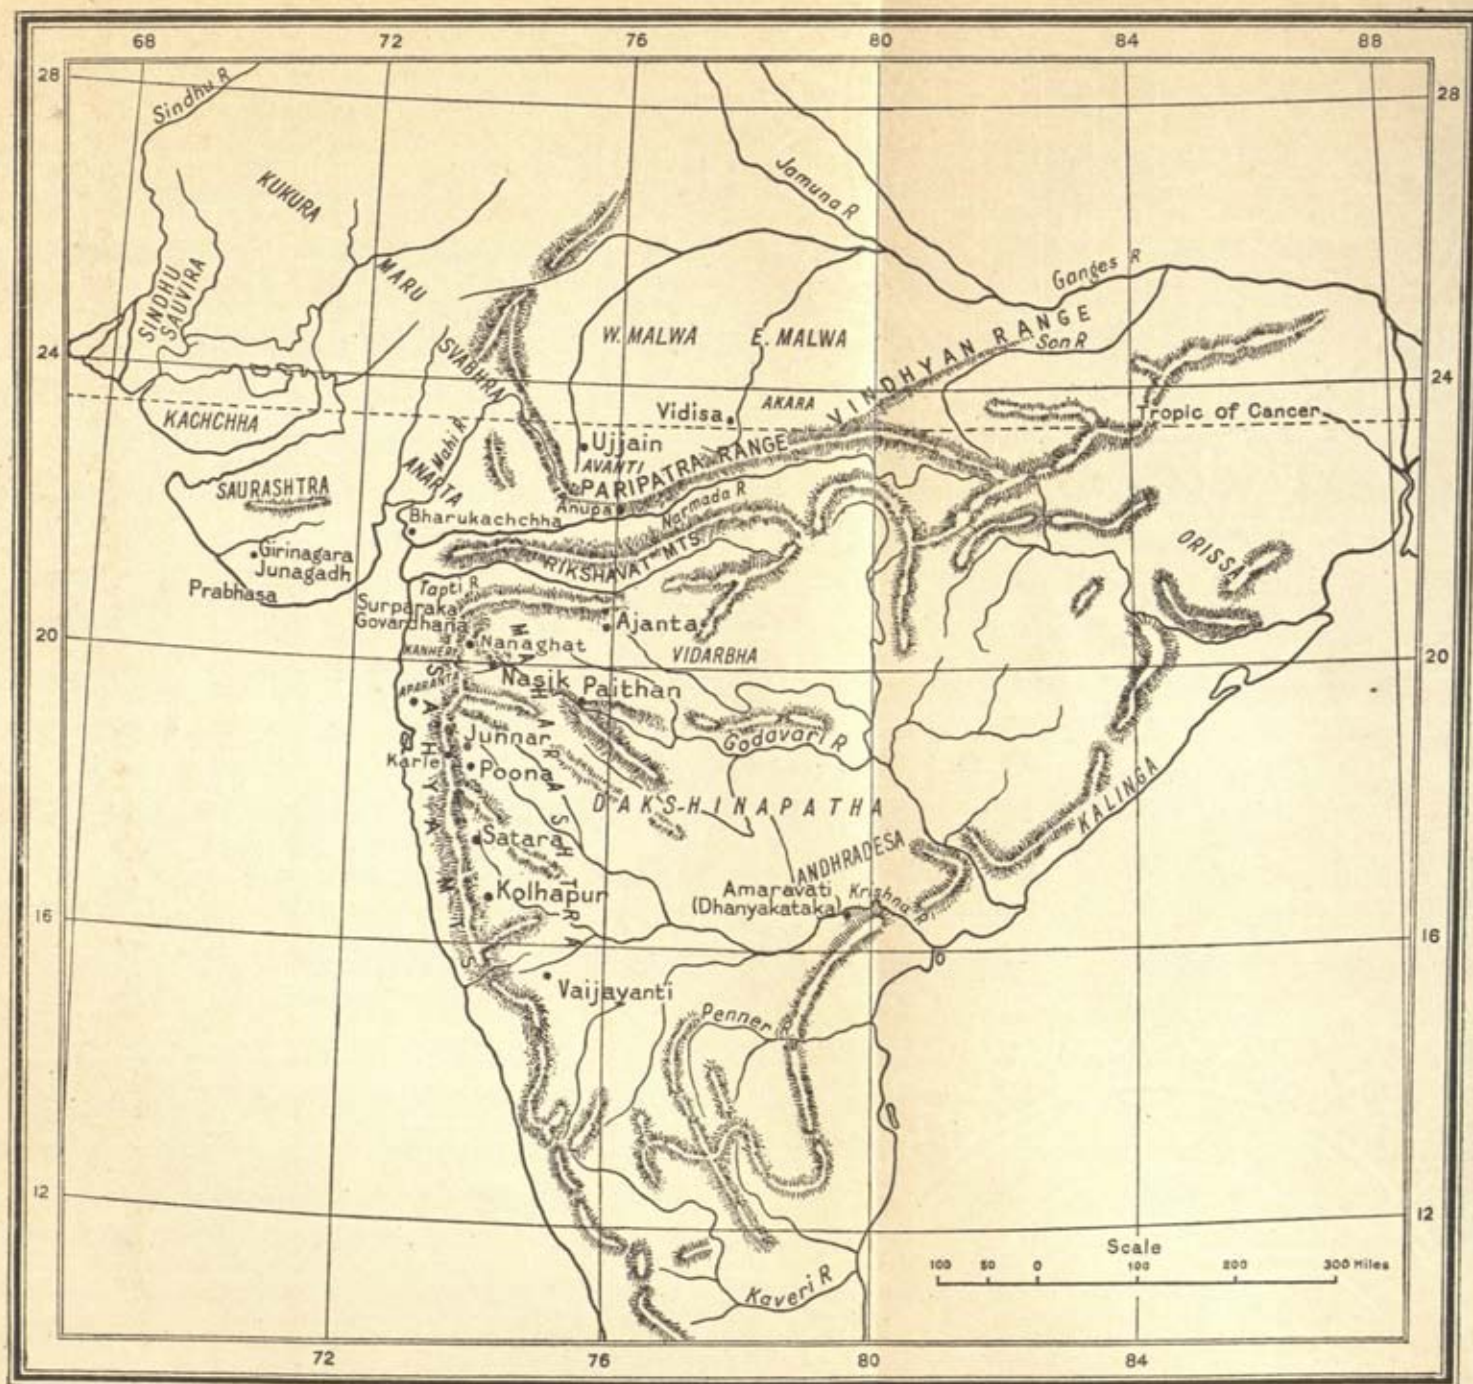 68 72 76 80 84 88
28 28
Sindhu R
KUKURA
Jamuna R
MARU
SINDHU
SAUVIRA
Ganges R
SVABHRA
W. MALWA
E. MALWA
VINDHYAN RANGE
Son R
24 24
KACHCHHA
Vidisa
AKARA
Tropic of Cancer
Mahi R.
Ujjain
AVANTI
ANARTA
PARIPATRA RANGE
SAURASHTRA
Anupa
Narmada R
Bharukachchha
Girinagara
Junagadh
RIKSHAVAT MTS
ORISSA
Prabhasa
Tapti R
Surparaka
Govardhana
Ajanta
20 20
Nanaghat
KANHERI
VIDARBHA
APARANTA
Nasik
Paithan
MAHARASHTRA
SAHYA MTS
Junnar
Godavari R
Karle
Poona
DAKSHINAPATHA
KALINGA
Satara
ANDHRADESA
Amaravati
(Dhanyakataka)
Krishna R
Kolhapur
16 16
Vaijayanti
Penner R
12 12
Scale
100 50 0 100 200 300 Miles
Kaveri R
72 76 80 84